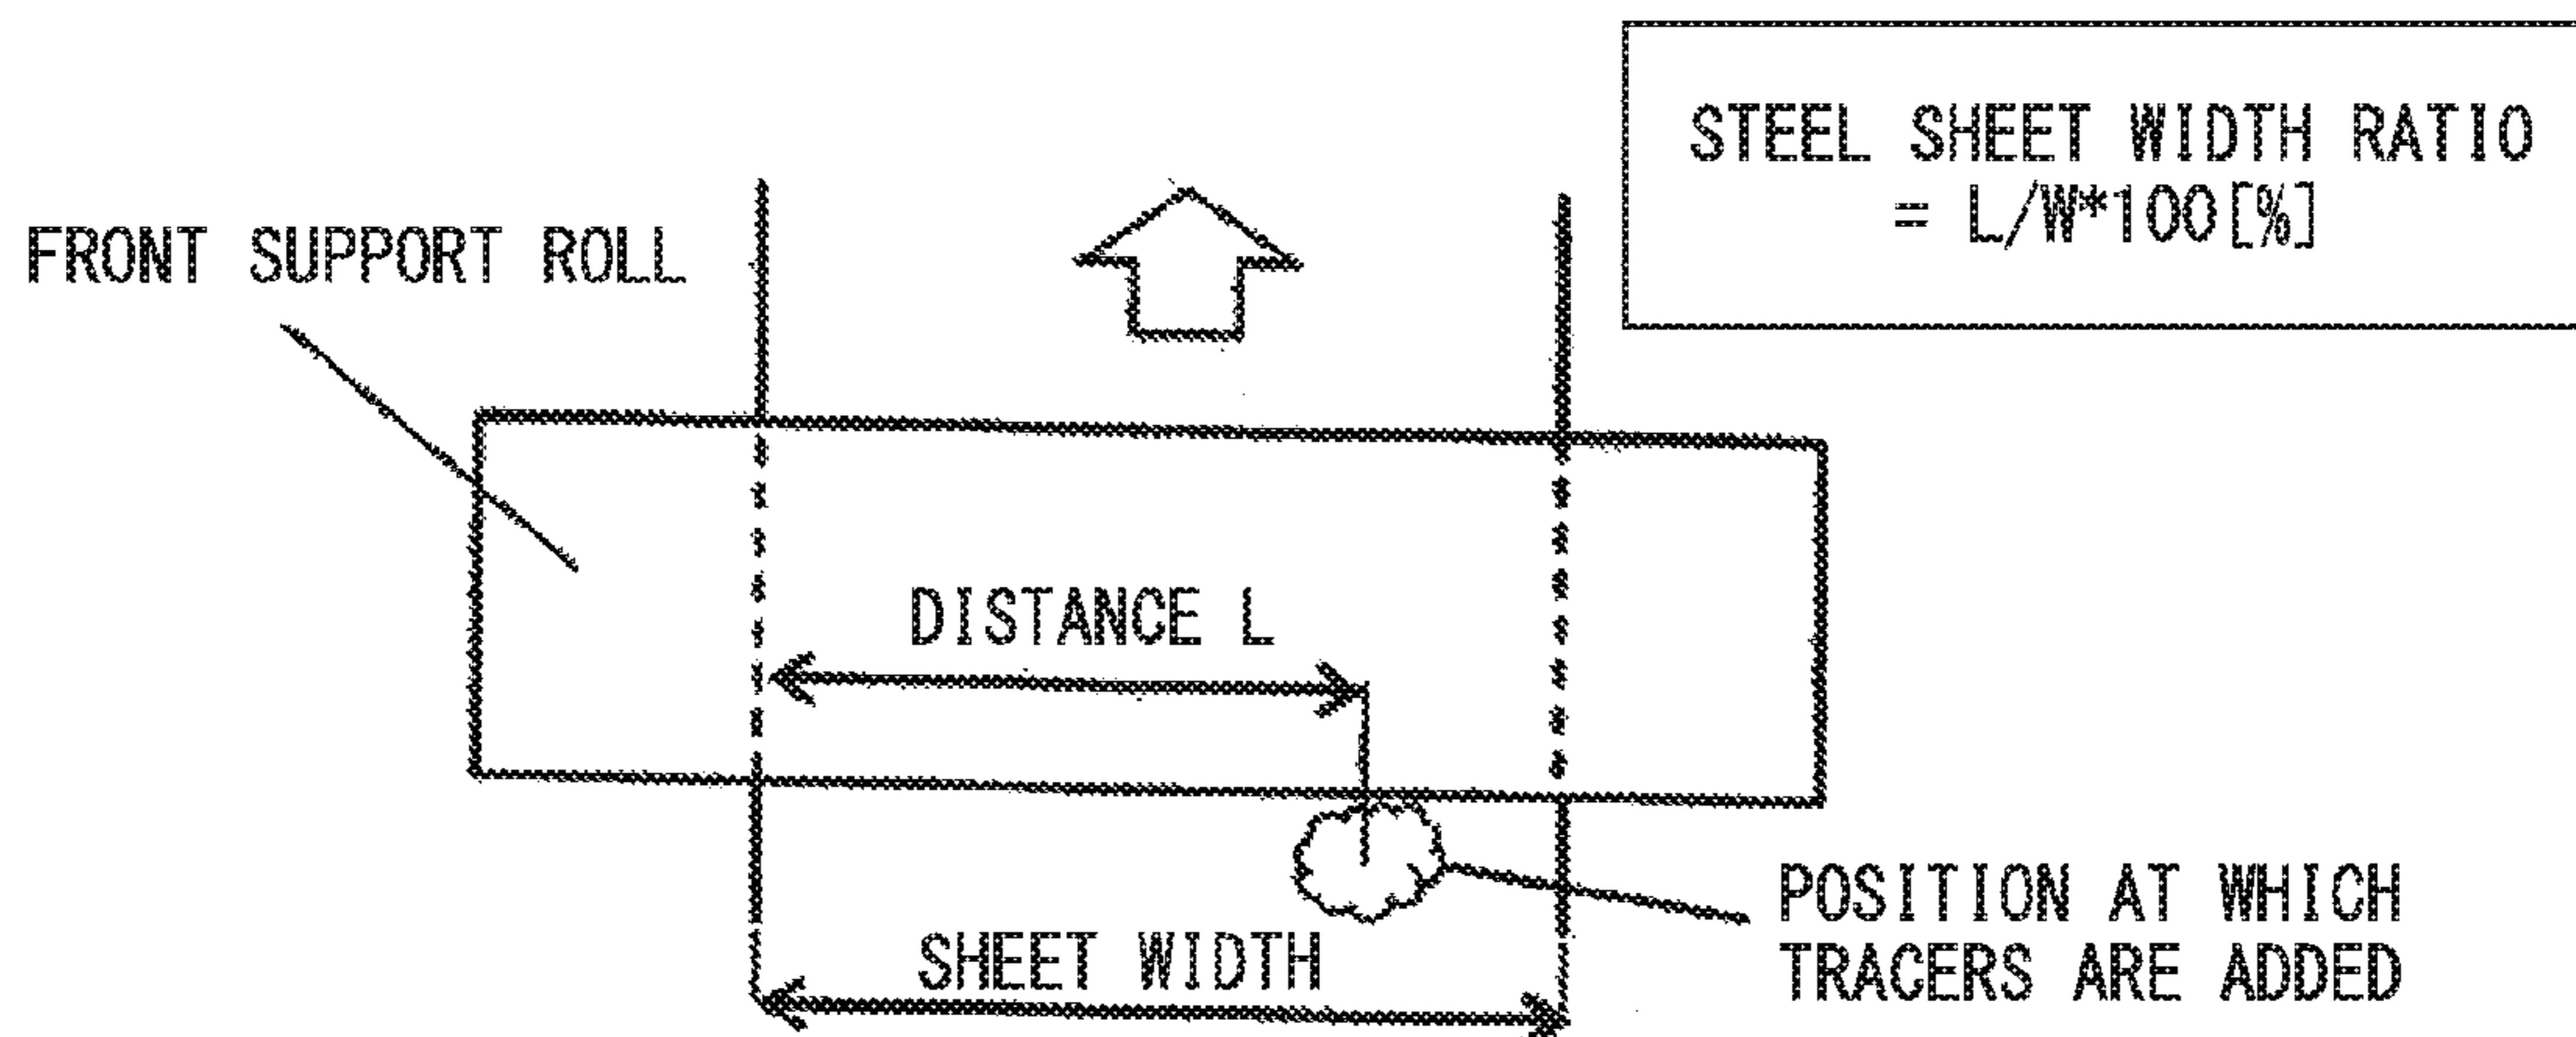 STEEL SHEET WIDTH RATIO
= L/W*100[%]
FRONT SUPPORT ROLL
DISTANCE L
SHEET WIDTH
POSITION AT WHICH
TRACERS ARE ADDED